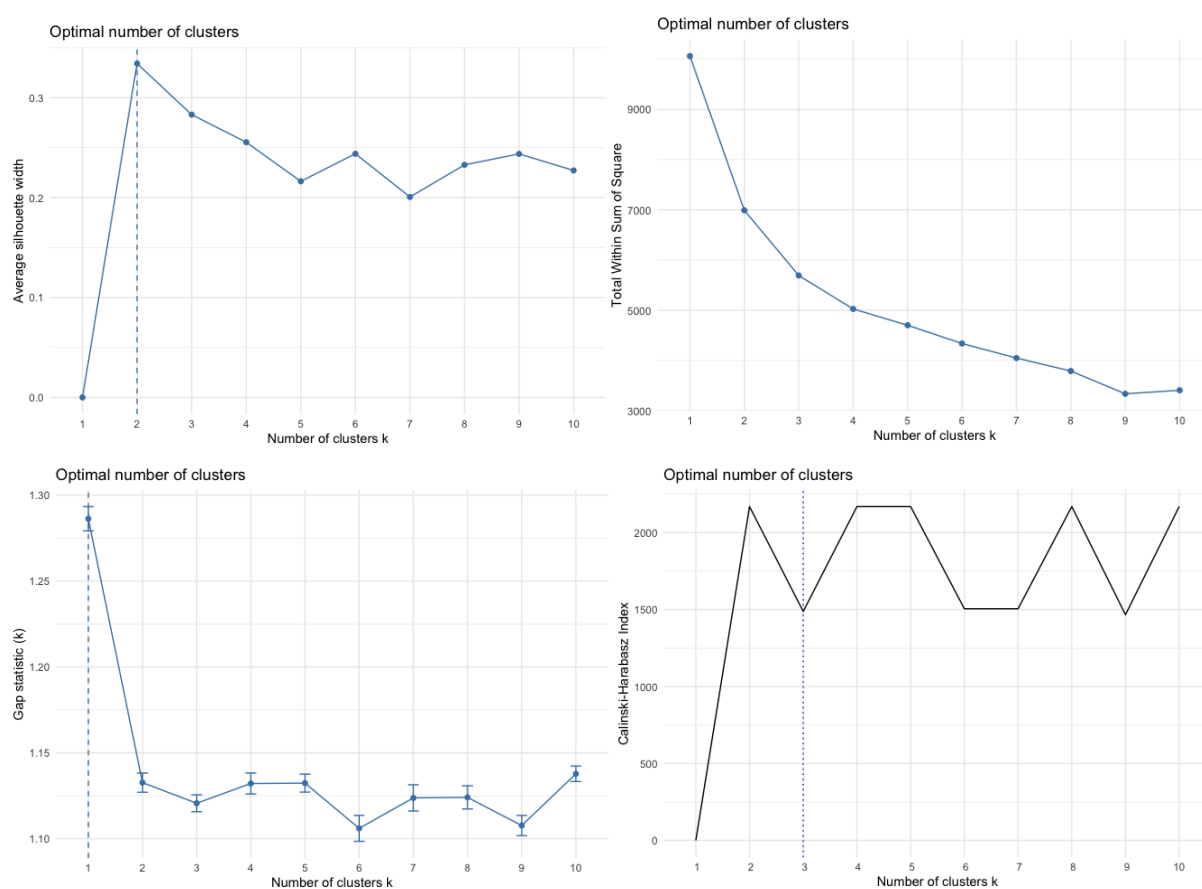 Optimal number of clusters
Average silhouette width
0.3
0.2
0.1
0.0
1 2 3 4 5 6 7 8 9 10
Number of clusters k
Optimal number of clusters
Total Within Sum of Square
9000
7000
5000
3000
1 2 3 4 5 6 7 8 9 10
Number of clusters k
Optimal number of clusters
Gap statistic (k)
1.30
1.25
1.20
1.15
1.10
1 2 3 4 5 6 7 8 9 10
Number of clusters k
Optimal number of clusters
Calinski-Harabasz Index
2000
1500
1000
500
0
1 2 3 4 5 6 7 8 9 10
Number of clusters k